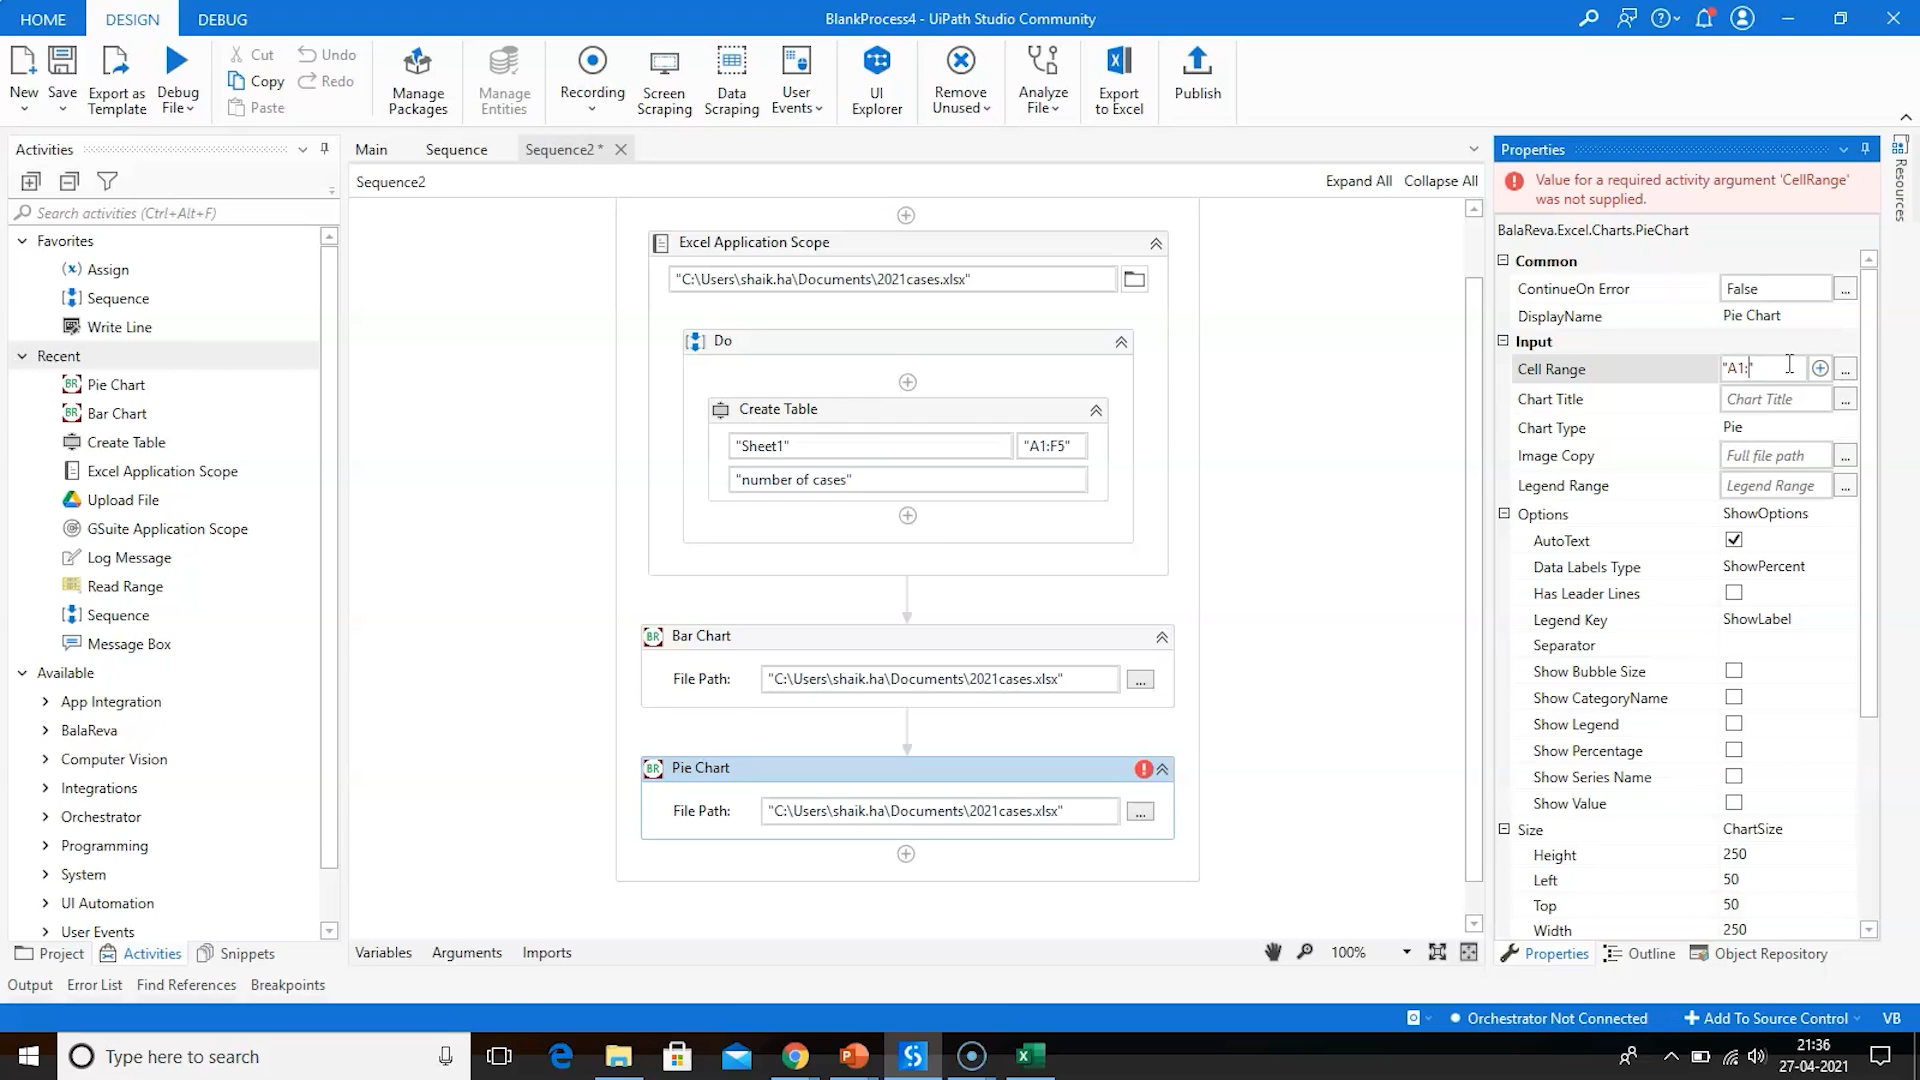 HOME
DESIGN
DEBUG
BlankProcess4 - UiPath Studio Community
New
Save
Export as Template
Debug File
Cut
Copy
Paste
Undo
Redo
Manage Packages
Manage Entities
Recording
Screen Scraping
Data Scraping
User Events
UI Explorer
Remove Unused
Analyze File
Export to Excel
Publish
Activities
Search activities (Ctrl+Alt+F)
Favorites
(x) Assign
Sequence
Write Line
Recent
BR Pie Chart
BR Bar Chart
Create Table
Excel Application Scope
Upload File
GSuite Application Scope
Log Message
Read Range
Sequence
Message Box
Available
App Integration
BalaReva
Computer Vision
Integrations
Orchestrator
Programming
System
UI Automation
User Events
Project
Activities
Snippets
Main
Sequence
Sequence2 *
Sequence2
Expand All
Collapse All
Excel Application Scope
"C:\Users\shaik.ha\Documents\2021cases.xlsx"
Do
Create Table
"Sheet1"
"A1:F5"
"number of cases"
BR Bar Chart
File Path:
"C:\Users\shaik.ha\Documents\2021cases.xlsx"
...
BR Pie Chart
File Path:
"C:\Users\shaik.ha\Documents\2021cases.xlsx"
...
Variables
Arguments
Imports
100%
Properties
Value for a required activity argument 'CellRange'
was not supplied.
BalaReva.Excel.Charts.PieChart
Common
ContinueOn Error
False
...
DisplayName
Pie Chart
Input
Cell Range
"A1:"
...
Chart Title
Chart Title
...
Chart Type
Pie
Image Copy
Full file path
...
Legend Range
Legend Range
...
Options
ShowOptions
AutoText
Data Labels Type
ShowPercent
Has Leader Lines
Legend Key
ShowLabel
Separator
Show Bubble Size
Show CategoryName
Show Legend
Show Percentage
Show Series Name
Show Value
Size
ChartSize
Height
250
Left
50
Top
50
Width
250
Properties
Outline
Object Repository
Resources
Output
Error List
Find References
Breakpoints
Orchestrator Not Connected
Add To Source Control
VB
Type here to search
21:36
27-04-2021